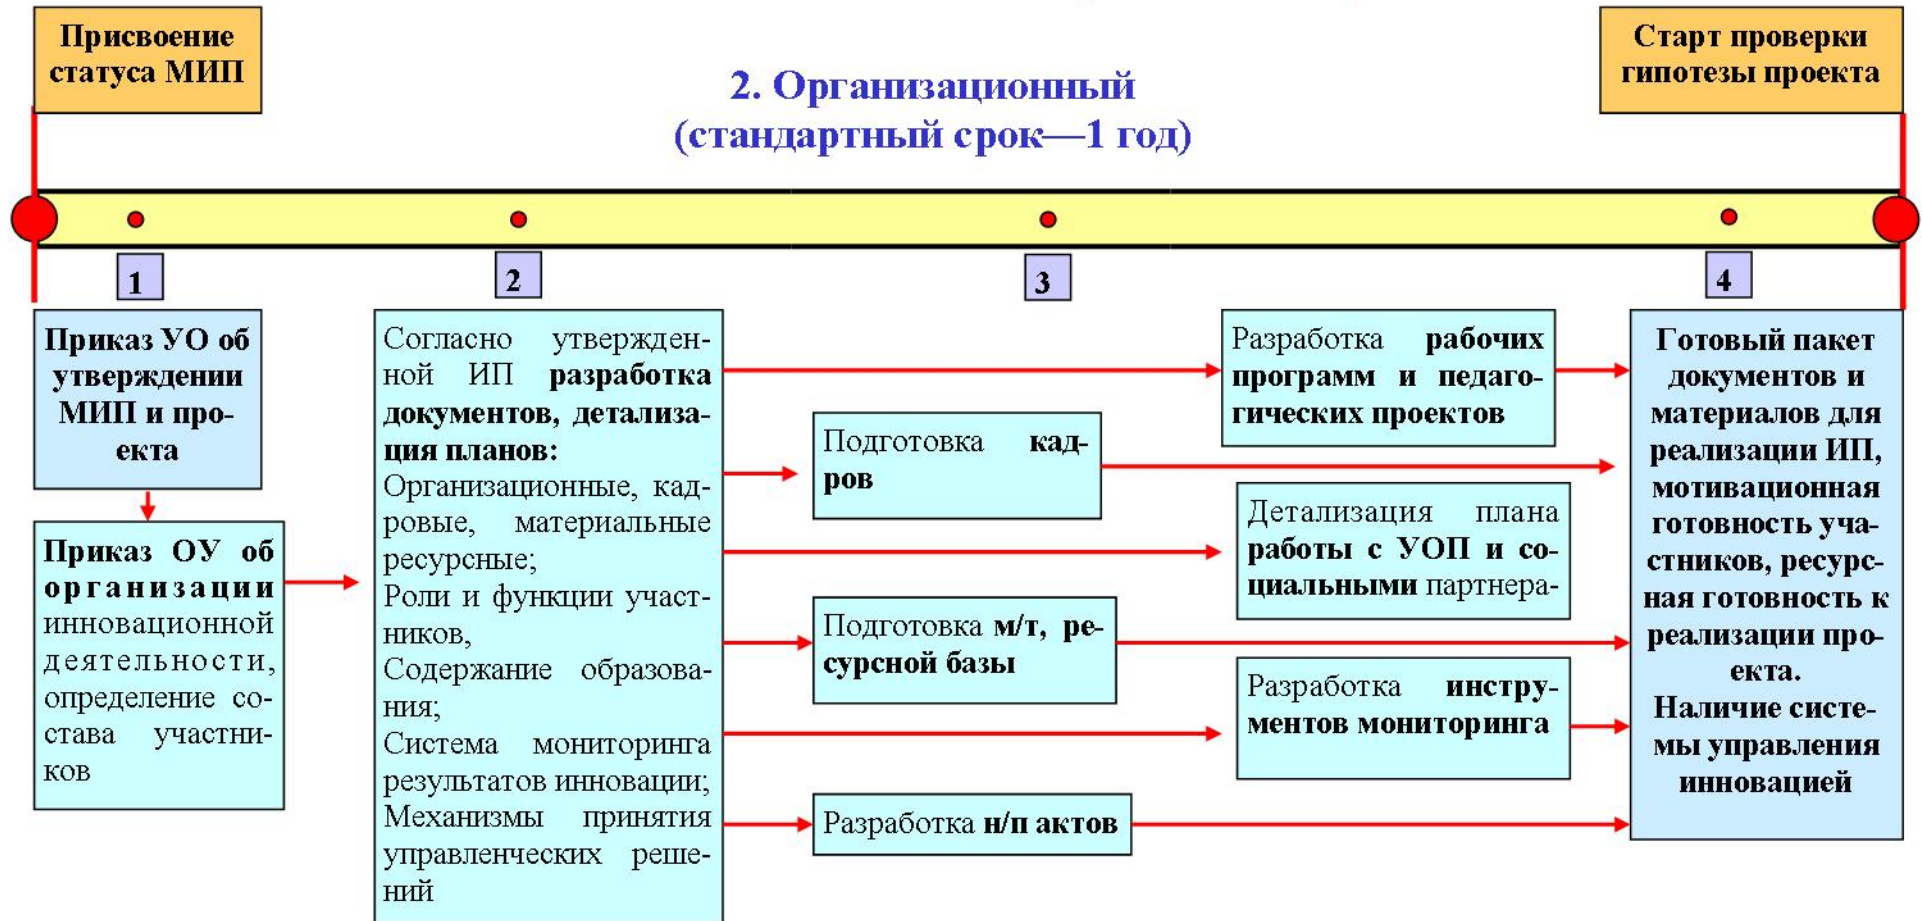 Присвоение
статуса МИП
2. Организационный
(стандартный срок—1 год)
Старт проверки
гипотезы проекта
1
2
3
4
Приказ УО об
утверждении
МИП и про-
екта
Приказ ОУ об
организации
инновационной
деятельности,
определение со-
става участни-
ков
Согласно утвержден-
ной ИП разработка
документов, детализа-
ция планов:
Организационные, кад-
ровые, материальные
ресурсные;
Роли и функции участ-
ников,
Содержание образова-
ния;
Система мониторинга
результатов инновации;
Механизмы принятия
управленческих реше-
ний
Подготовка кад-
ров
Подготовка м/т, ре-
сурсной базы
Разработка н/п актов
Разработка рабочих
программ и педаго-
гических проектов
Детализация плана
работы с УОП и со-
циальными партнера-
Разработка инстру-
ментов мониторинга
Готовый пакет
документов и
материалов для
реализации ИП,
мотивационная
готовность уча-
стников, ресурс-
ная готовность к
реализации про-
екта.
Наличие систе-
мы управления
инновацией